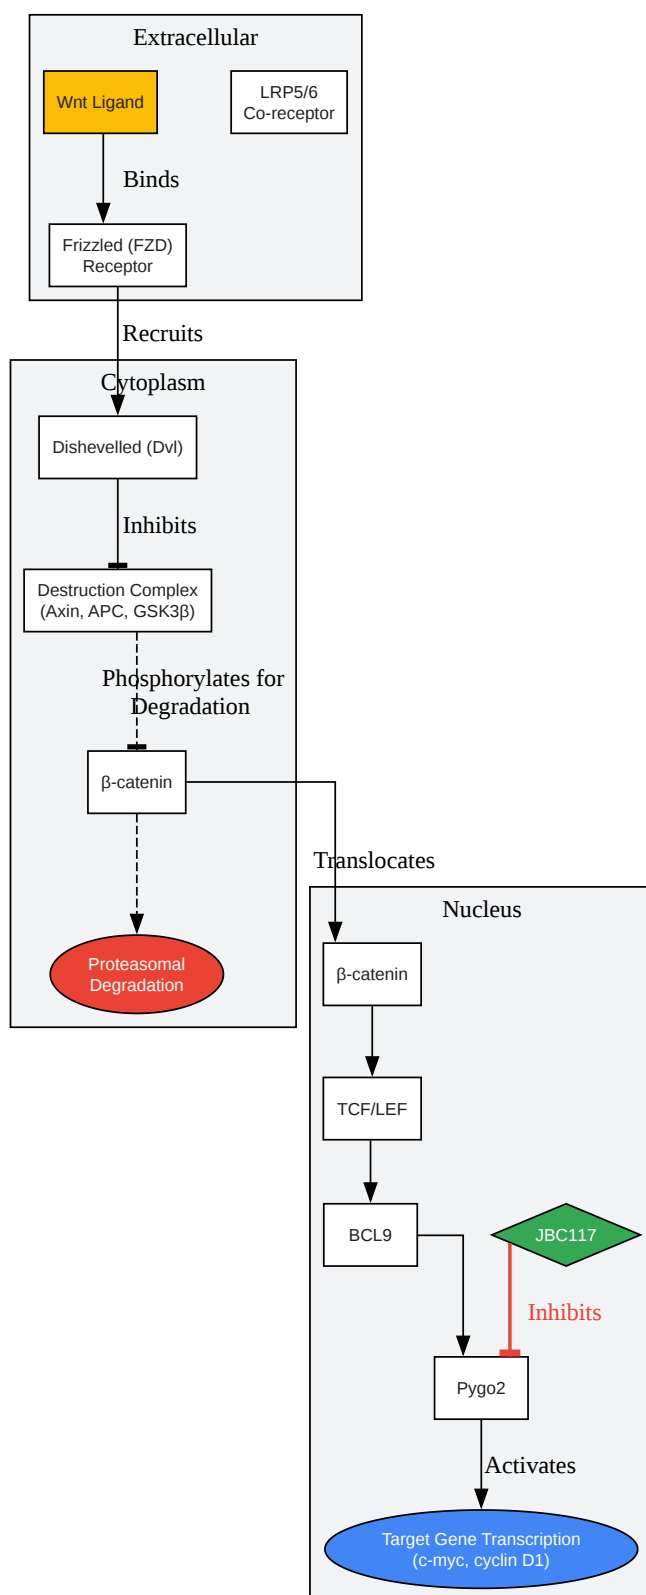 Extracellular
Wnt Ligand
LRP5/6
Co-receptor
Binds
Frizzled (FZD)
Receptor
Recruits
Cytoplasm
Dishevelled (Dvl)
Inhibits
Destruction Complex
(Axin, APC, GSK3β)
Phosphorylates for
Degradation
β-catenin
Translocates
Nucleus
Proteasomal
Degradation
β-catenin
TCF/LEF
BCL9
JBC117
Inhibits
Pygo2
Activates
Target Gene Transcription
(c-myc, cyclin D1)